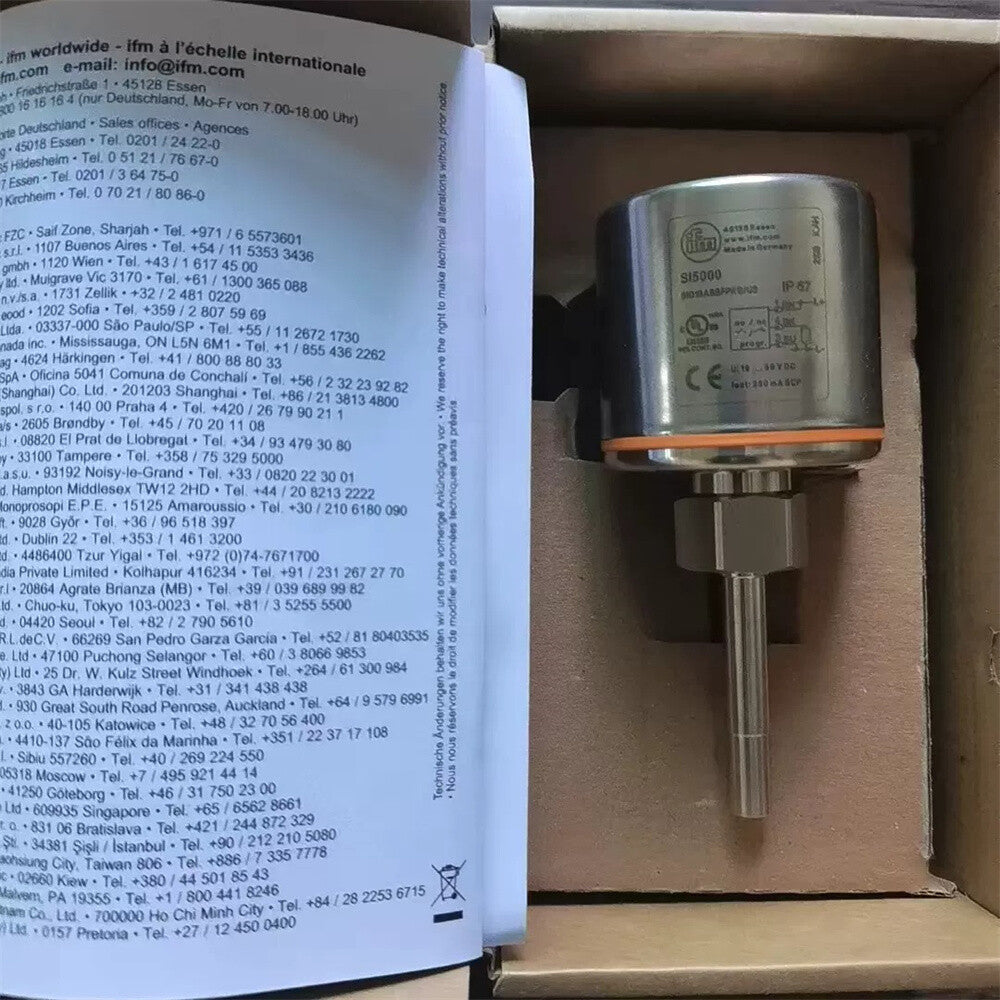 . ifm worldwide - ifm à l'échelle internationale
fm.com e-mail: info@ifm.com
Friedrichstraße 1 • 45128 Essen
16 16 16 4 (nur Deutschland, Mo-Fr von 7.00-18.00 Uhr)
Deutschland • Sales offices • Agences
• 45018 Essen • Tel. 0201 / 24 22-0
Hildesheim • Tel. 0 51 21 / 76 67-0
Essen • Tel. 0201 / 3 64 75-0
Kirchheim • Tel. 0 70 21 / 80 86-0
FZC • Saif Zone, Sharjah • Tel. +971 / 6 5573601
s.r.l. • 1107 Buenos Aires • Tel. +54 / 11 5353 3436
gmbh • 1120 Wien • Tel. +43 / 1 617 45 00
ltd. • Mulgrave Vic 3170 • Tel. +61 / 1300 365 088
n.v./s.a. • 1731 Zellik • +32 / 2 481 0220
eood • 1202 Sofia • Tel. +359 / 2 807 59 69
Ltda. • 03337-000 São Paulo/SP • Tel. +55 / 11 2672 1730
nada inc. • Mississauga, ON L5N 6M1 • Tel. +1 / 855 436 2262
ag • 4624 Härkingen • Tel. +41 / 800 88 80 33
SpA • Oficina 5041 Comuna de Conchalí • Tel. +56 / 2 32 23 92 82
(Shanghai) Co. Ltd. • 201203 Shanghai • Tel. +86 / 21 3813 4800
spol. s r.o. • 140 00 Praha 4 • Tel. +420 / 26 79 90 21 1
a/s • 2605 Brøndby • Tel. +45 / 70 20 11 08
s.l. • 08820 El Prat de Llobregat • Tel. +34 / 93 479 30 80
y • 33100 Tampere • Tel. +358 / 75 329 5000
a.s.u. • 93192 Noisy-le-Grand • Tel. +33 / 0820 22 30 01
d. Hampton Middlesex TW12 2HD • Tel. +44 / 20 8213 2222
Monoprosopi E.P.E. • 15125 Amaroussio • Tel. +30 / 210 6180 090
ft. • 9028 Győr • Tel. +36 / 96 518 397
td. • Dublin 22 • Tel. +353 / 1 461 3200
td. • 4486400 Tzur Yigal • Tel. +972 (0)74-7671700
dia Private Limited • Kolhapur 416234 • Tel. +91 / 231 267 27 70
r.l • 20864 Agrate Brianza (MB) • Tel. +39 / 039 689 99 82
Ltd. • Chuo-ku, Tokyo 103-0023 • Tel. +81 / 3 5255 5500
d. • 04420 Seoul • Tel. +82 / 2 790 5610
R.L.deC.V. • 66269 San Pedro Garza García • Tel. +52 / 81 80403535
e. Ltd • 47100 Puchong Selangor • Tel. +60 / 3 8066 9853
y) Ltd • 25 Dr. W. Kulz Street Windhoek • Tel. +264 / 61 300 984
v. • 3843 GA Harderwijk • Tel. +31 / 341 438 438
d. • 930 Great South Road Penrose, Auckland • Tel. +64 / 9 579 6991
z o.o. • 40-105 Katowice • Tel. +48 / 32 70 56 400
. • 4410-137 São Félix da Marinha • Tel. +351 / 22 37 17 108
l. • Sibiu 557260 • Tel. +40 / 269 224 550
05318 Moscow • Tel. +7 / 495 921 44 14
• 41250 Göteborg • Tel. +46 / 31 750 23 00
Ltd • 609935 Singapore • Tel. +65 / 6562 8661
r. o. • 831 06 Bratislava • Tel. +421 / 244 872 329
Şti. • 34381 Şişli / İstanbul • Tel. +90 / 212 210 5080
aohsiung City, Taiwan 806 • Tel. +886 / 7 335 7778
• 02660 Kiew • Tel. +380 / 44 501 85 43
Malvern, PA 19355 • Tel. +1 / 800 441 8246
tnam Co., Ltd. • 700000 Ho Chi Minh City • Tel. +84 / 28 2253 6715
y) Ltd. • 0157 Pretoria • Tel. +27 / 12 450 0400
Technische Änderungen behalten wir uns ohne vorherige Ankündigung vor. • We reserve the right to make technical alterations without prior notice
• Nous nous réservons le droit de modifier les données techniques sans préavis
ifm
45128 Essen
www.ifm.com
Made in Germany
SI5000
IP 67
UL
no / nc
progr.
CE